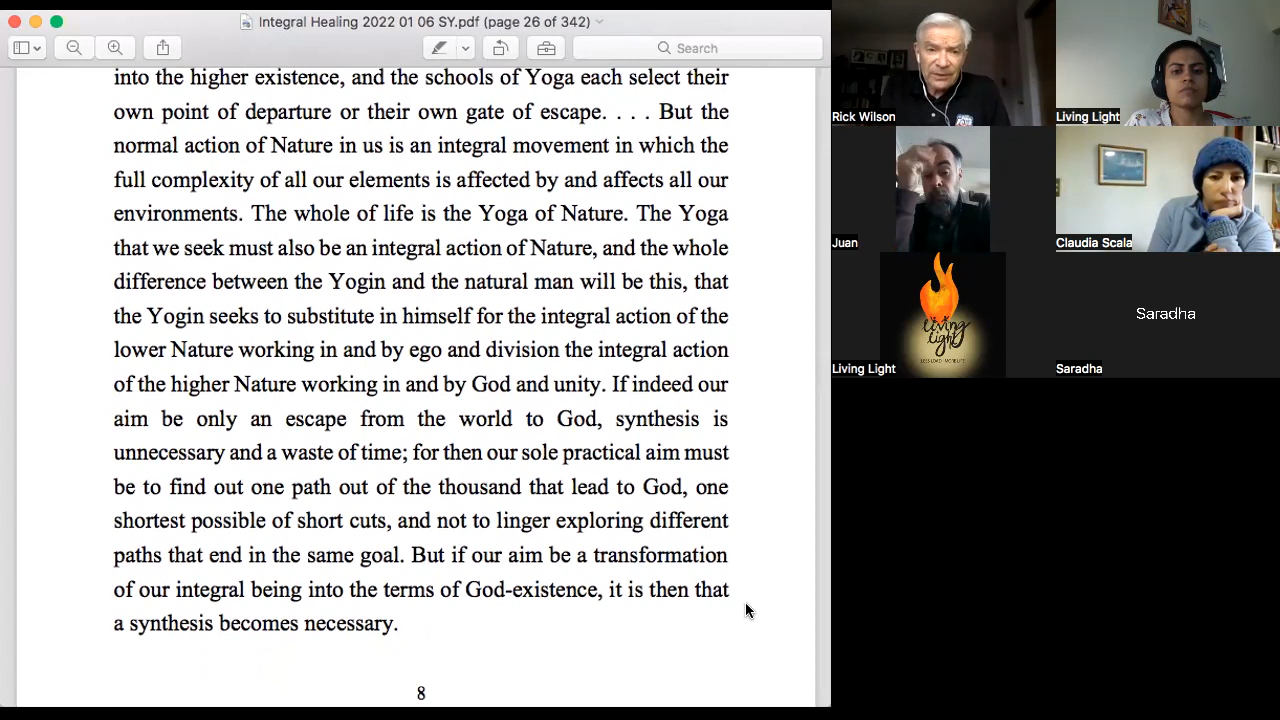 Integral Healing 2022 01 06 SY.pdf (page 26 of 342)
Search
into the higher existence, and the schools of Yoga each select their
own point of departure or their own gate of escape. . . . But the
normal action of Nature in us is an integral movement in which the
full complexity of all our elements is affected by and affects all our
environments. The whole of life is the Yoga of Nature. The Yoga
that we seek must also be an integral action of Nature, and the whole
difference between the Yogin and the natural man will be this, that
the Yogin seeks to substitute in himself for the integral action of the
lower Nature working in and by ego and division the integral action
of the higher Nature working in and by God and unity. If indeed our
aim be only an escape from the world to God, synthesis is
unnecessary and a waste of time; for then our sole practical aim must
be to find out one path out of the thousand that lead to God, one
shortest possible of short cuts, and not to linger exploring different
paths that end in the same goal. But if our aim be a transformation
of our integral being into the terms of God-existence, it is then that
a synthesis becomes necessary.
8
Rick Wilson
Living Light
Juan
Claudia Scala
living
light
Living Light
Saradha
Saradha